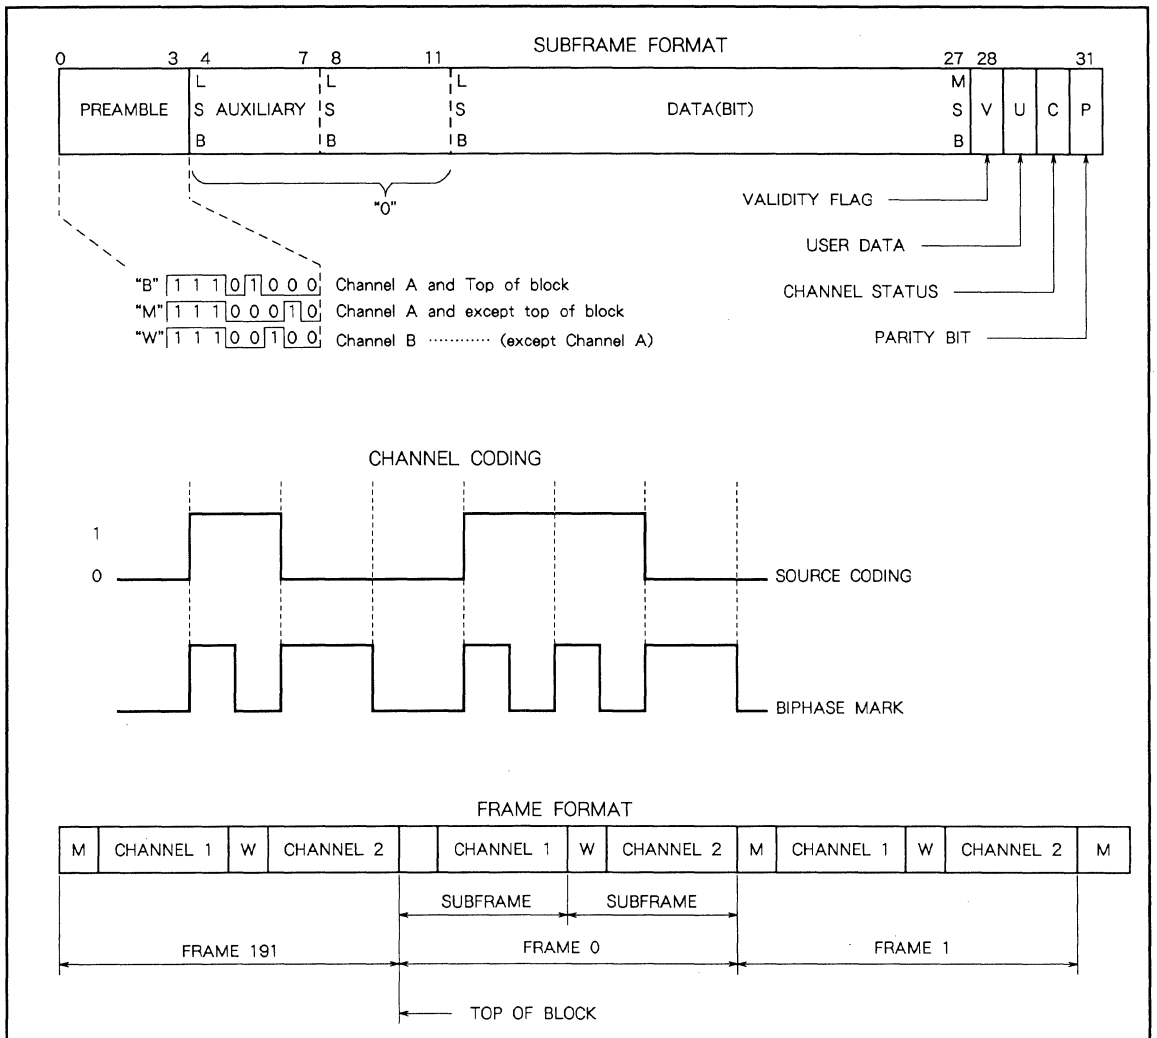 SUBFRAME FORMAT
0 3 4 7 8 11 27 28 31
PREAMBLE LSB AUXILIARY LSB LSB DATA(BIT) MSB V U C P
"0"
VALIDITY FLAG
USER DATA
CHANNEL STATUS
PARITY BIT
"B" 1 1 1 0 1 0 0 0 Channel A and Top of block
"M" 1 1 1 0 0 0 1 0 Channel A and except top of block
"W" 1 1 1 0 0 1 0 0 Channel B ············ (except Channel A)
CHANNEL CODING
1
0
SOURCE CODING
BIPHASE MARK
FRAME FORMAT
M CHANNEL 1 W CHANNEL 2 CHANNEL 1 W CHANNEL 2 M CHANNEL 1 W CHANNEL 2 M
SUBFRAME SUBFRAME
FRAME 191 FRAME 0 FRAME 1
TOP OF BLOCK